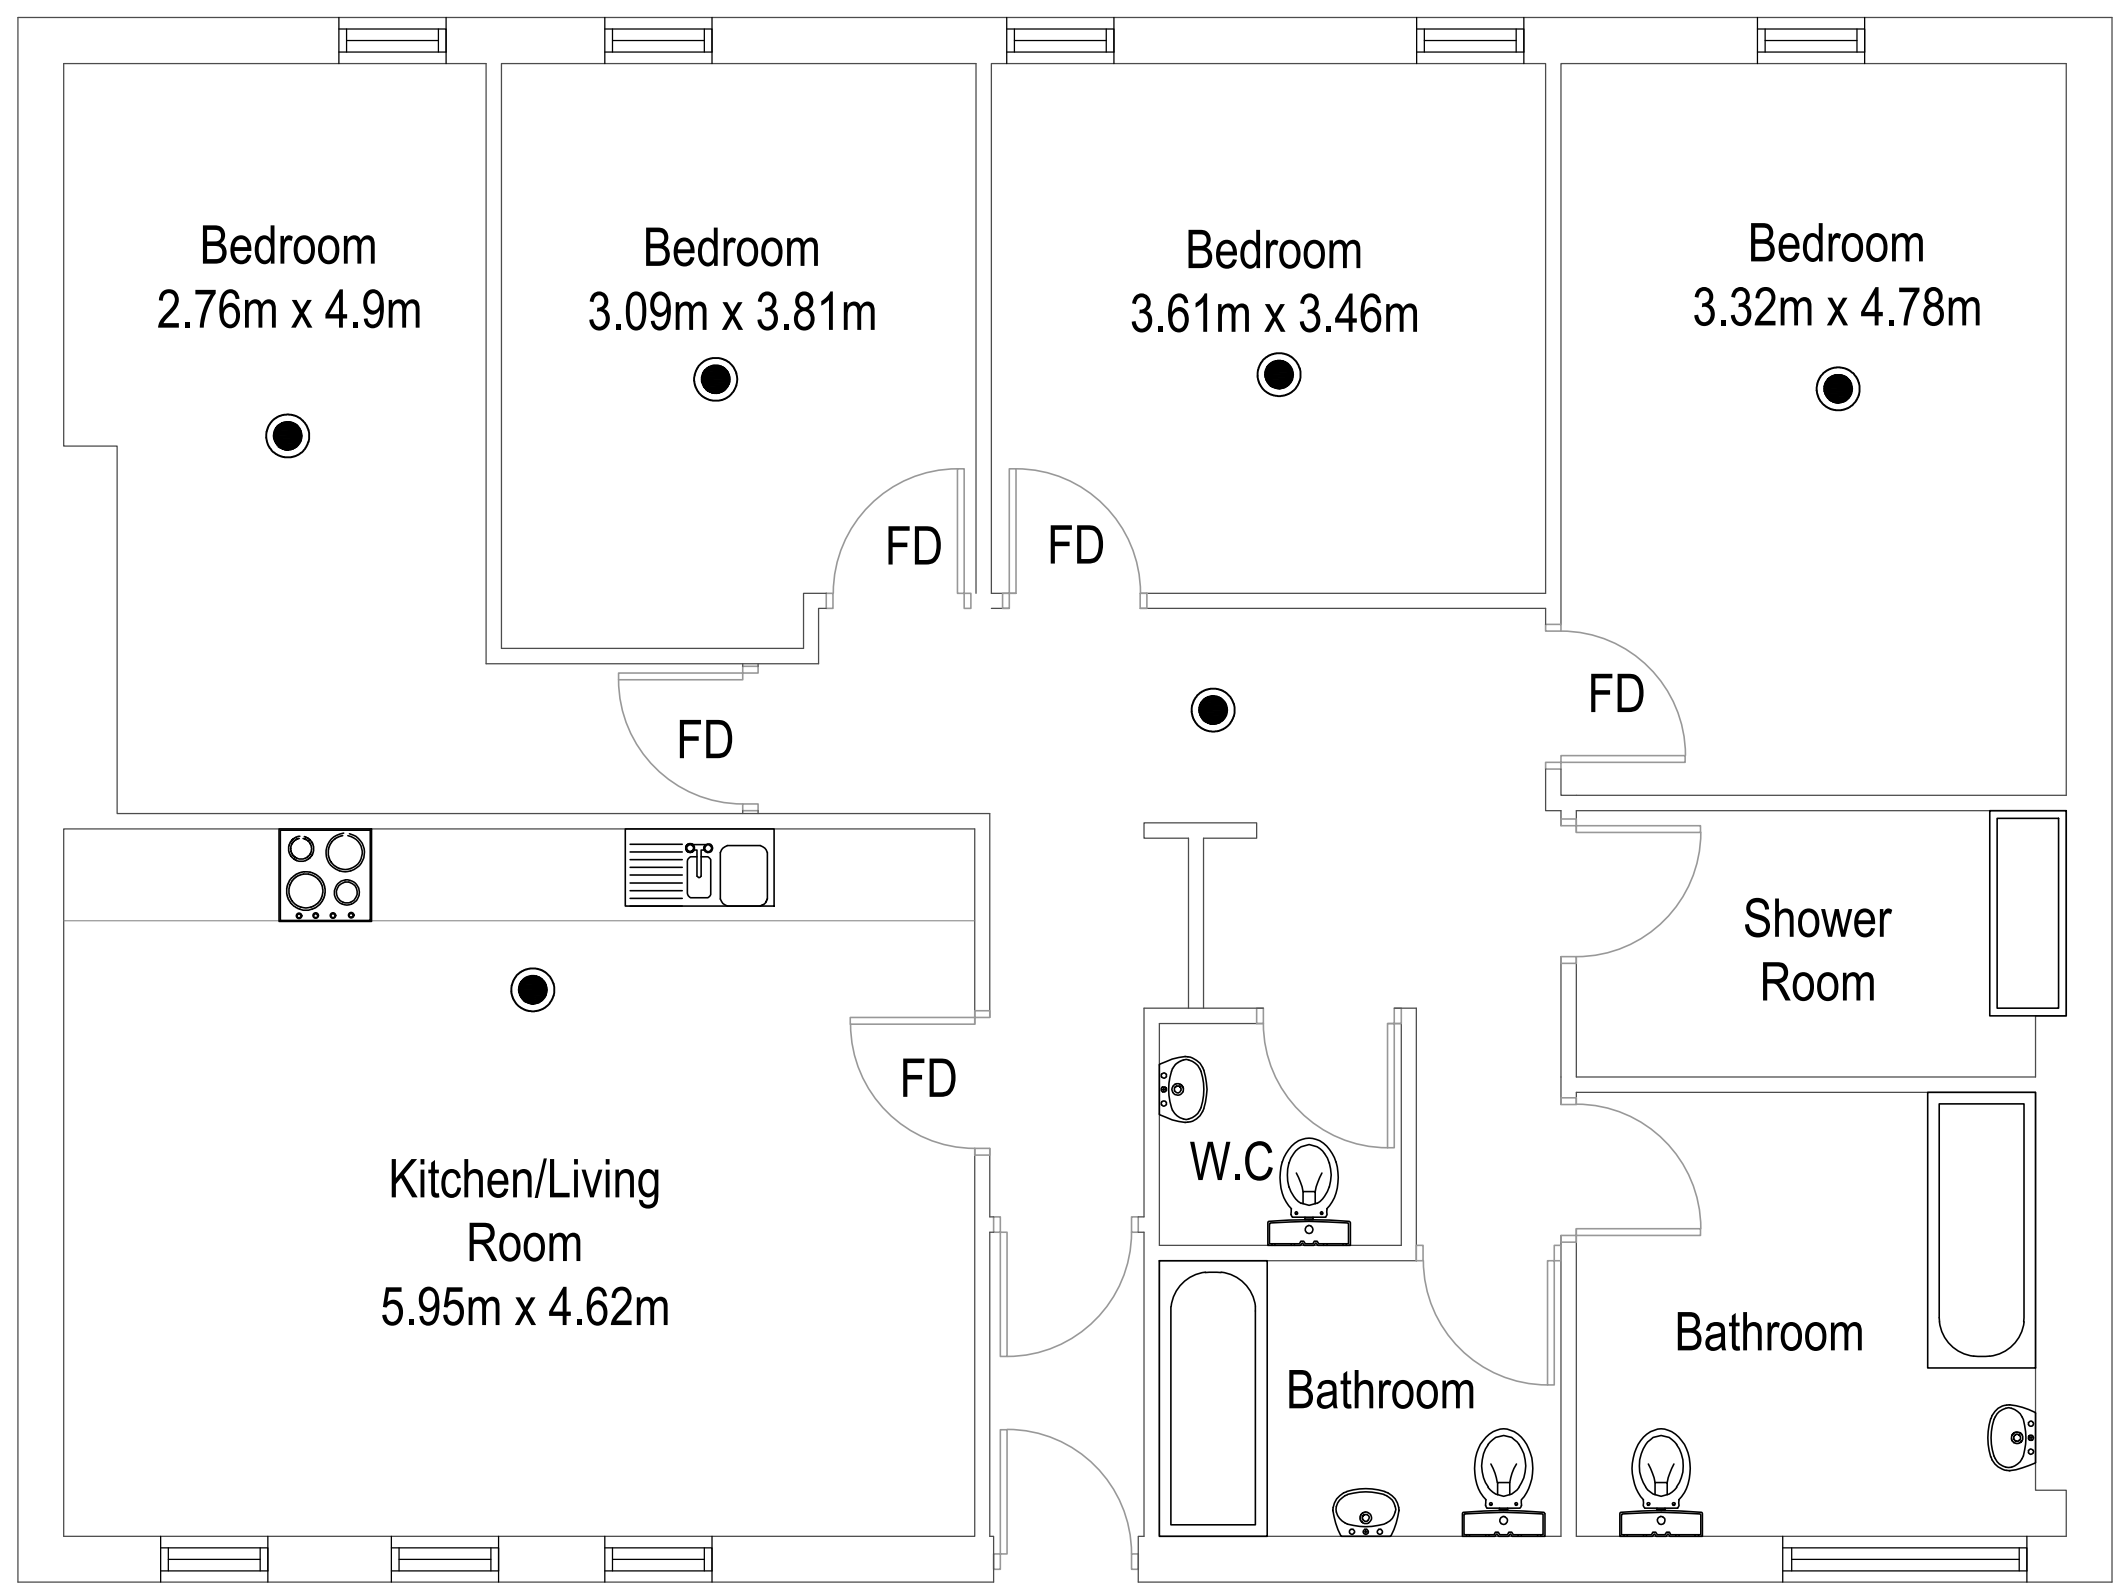 Bedroom
2.76m x 4.9m
Bedroom
3.09m x 3.81m
Bedroom
3.61m x 3.46m
Bedroom
3.32m x 4.78m
FD
FD
FD
FD
Shower
Room
FD
W.C
Kitchen/Living
Room
5.95m x 4.62m
Bathroom
Bathroom